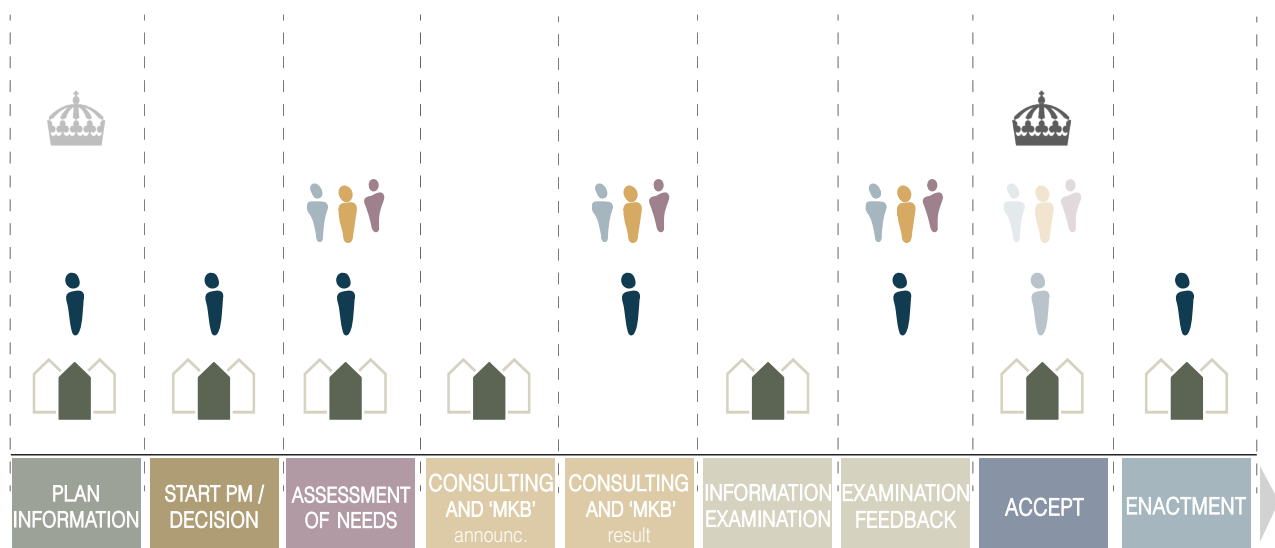 PLAN
INFORMATION
START PM /
DECISION
ASSESSMENT
OF NEEDS
CONSULTING
AND 'MKB'
announc.
CONSULTING
AND 'MKB'
result
INFORMATION
EXAMINATION
EXAMINATION
FEEDBACK
ACCEPT
ENACTMENT